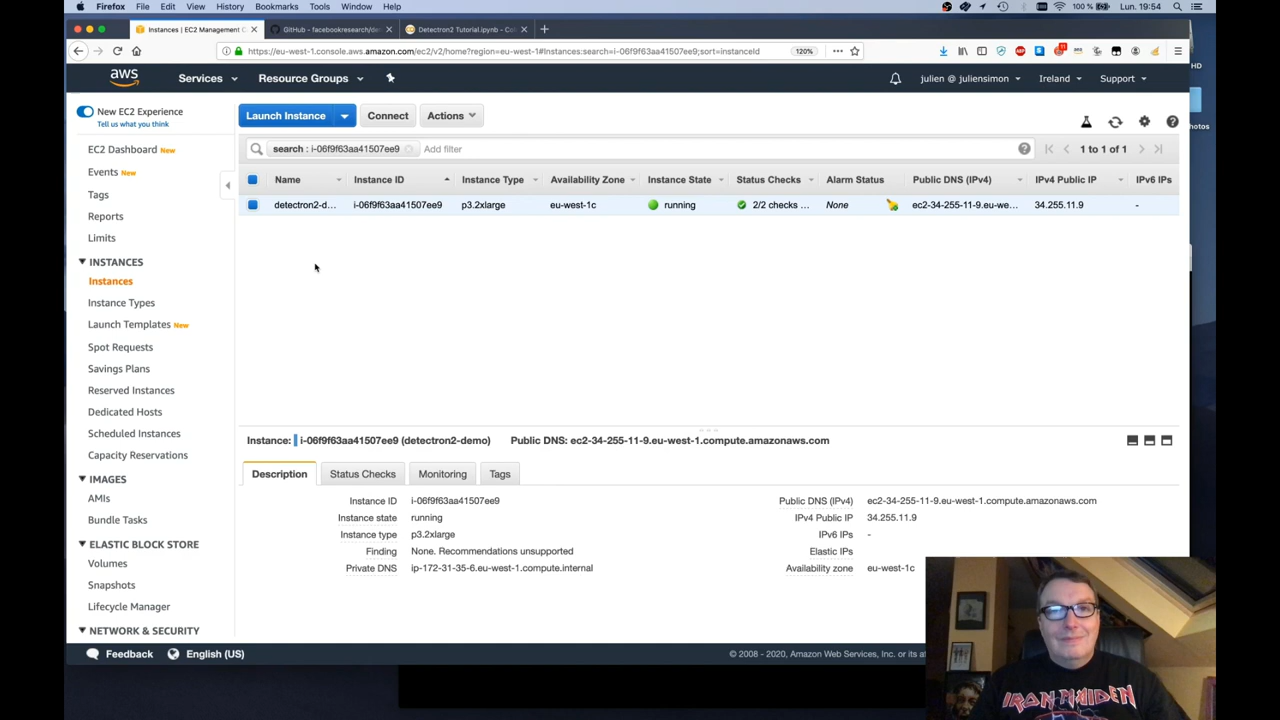 Firefox File Edit View History Bookmarks Tools Window Help 100 % Lun. 19:54
Instances | EC2 Management C GitHub - facebookresearch/de Detectron2 Tutorial.ipynb - Col
https://eu-west-1.console.aws.amazon.com/ec2/v2/home?region=eu-west-1#Instances:search=i-06f9f63aa41507ee9;sort=instanceId 120%
HD
aws Services Resource Groups julien @ juliensimon Ireland Support
New EC2 Experience
Tell us what you think
Launch Instance Connect Actions
hotos
EC2 Dashboard New
Events New
Tags
Reports
Limits
INSTANCES
Instances
Instance Types
Launch Templates New
Spot Requests
Savings Plans
Reserved Instances
Dedicated Hosts
Scheduled Instances
Capacity Reservations
IMAGES
AMIs
Bundle Tasks
ELASTIC BLOCK STORE
Volumes
Snapshots
Lifecycle Manager
NETWORK & SECURITY
search : i-06f9f63aa41507ee9 Add filter 1 to 1 of 1
Name Instance ID Instance Type Availability Zone Instance State Status Checks Alarm Status Public DNS (IPv4) IPv4 Public IP IPv6 IPs
detectron2-d... i-06f9f63aa41507ee9 p3.2xlarge eu-west-1c running 2/2 checks ... None ec2-34-255-11-9.eu-we... 34.255.11.9 -
Instance: i-06f9f63aa41507ee9 (detectron2-demo) Public DNS: ec2-34-255-11-9.eu-west-1.compute.amazonaws.com
Description Status Checks Monitoring Tags
Instance ID i-06f9f63aa41507ee9 Public DNS (IPv4) ec2-34-255-11-9.eu-west-1.compute.amazonaws.com
Instance state running IPv4 Public IP 34.255.11.9
Instance type p3.2xlarge IPv6 IPs -
Finding None. Recommendations unsupported Elastic IPs
Private DNS ip-172-31-35-6.eu-west-1.compute.internal Availability zone eu-west-1c
Feedback English (US) © 2008 - 2020, Amazon Web Services, Inc. or its af
IRON MAIDEN